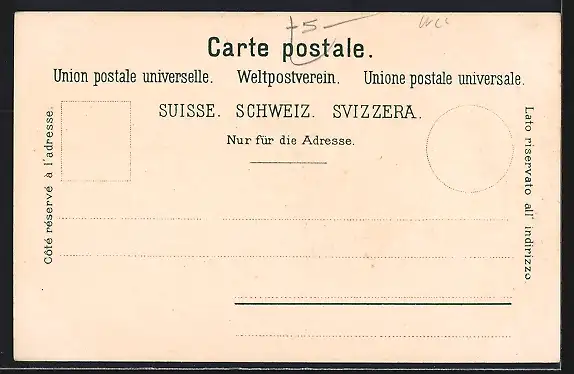 +5-
Carte postale.
Union postale universelle. Weltpostverein. Unione postale universale.
SUISSE. SCHWEIZ. SVIZZERA.
Nur für die Adresse.
Côté réservé à l'adresse.
Lato riservato all' indirizzo.